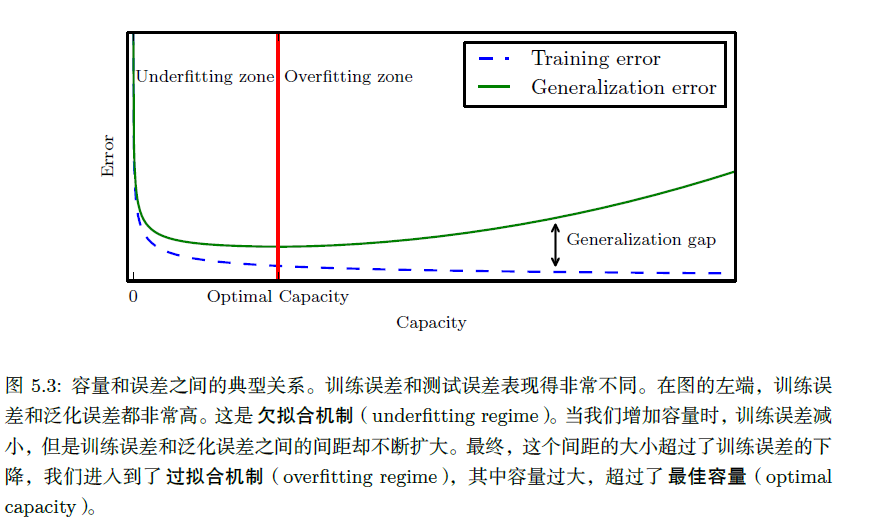 Training error
Underfitting zone Overfitting zone
Generalization error
Error
Generalization gap
0 Optimal Capacity
Capacity
图 5.3: 容量和误差之间的典型关系。训练误差和测试误差表现得非常不同。在图的左端，训练误
差和泛化误差都非常高。这是 欠拟合机制（underfitting regime）。当我们增加容量时，训练误差减
小，但是训练误差和泛化误差之间的间距却不断扩大。最终，这个间距的大小超过了训练误差的下
降，我们进入到了 过拟合机制（overfitting regime），其中容量过大，超过了 最佳容量（optimal
capacity）。